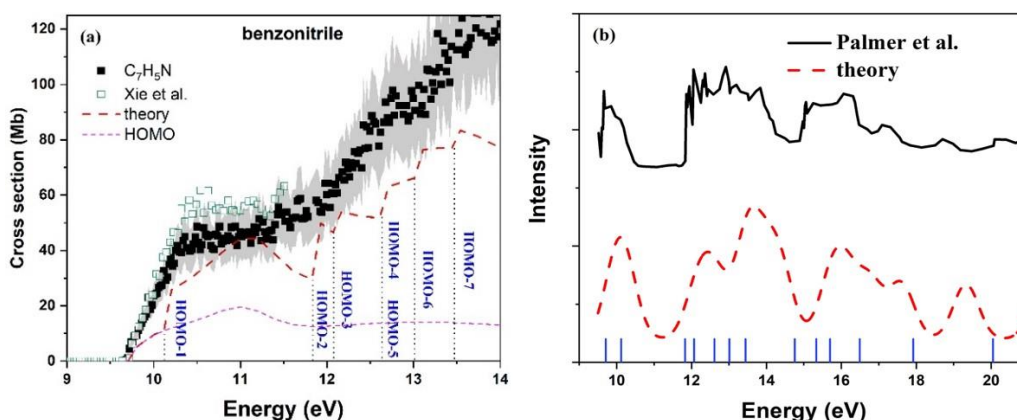 (a)
benzonitrile
C₇H₅N
Xie et al.
theory
HOMO
120
100
80
60
40
20
0
Cross section (Mb)
HOMO-1
HOMO-2
HOMO-3
HOMO-4
HOMO-5
HOMO-6
HOMO-7
9 10 11 12 13 14
Energy (eV)
(b)
Palmer et al.
theory
Intensity
10 12 14 16 18 20
Energy (eV)